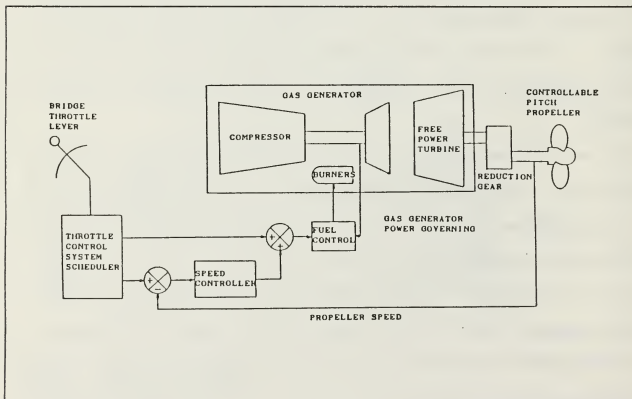 GAS GENERATOR
CONTROLLABLE
PITCH
PROPELLER
BRIDGE
THROTTLE
LEVER
COMPRESSOR
FREE
POWER
TURBINE
BURNERS
REDUCTION
GEAR
GAS GENERATOR
POWER GOVERNING
THROTTLE
CONTROL
SYSTEM
SCHEDULER
+
+
FUEL
CONTROL
+
-
SPEED
CONTROLLER
PROPELLER SPEED